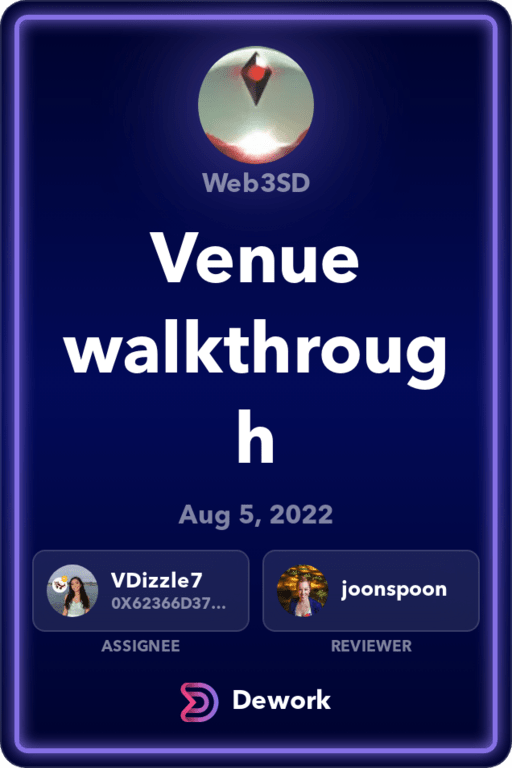 Web3SD
Venue
walkthroug
h
Aug 5, 2022
VDizzle7
0X62366D37...
ASSIGNEE
joonspoon
REVIEWER
Dework